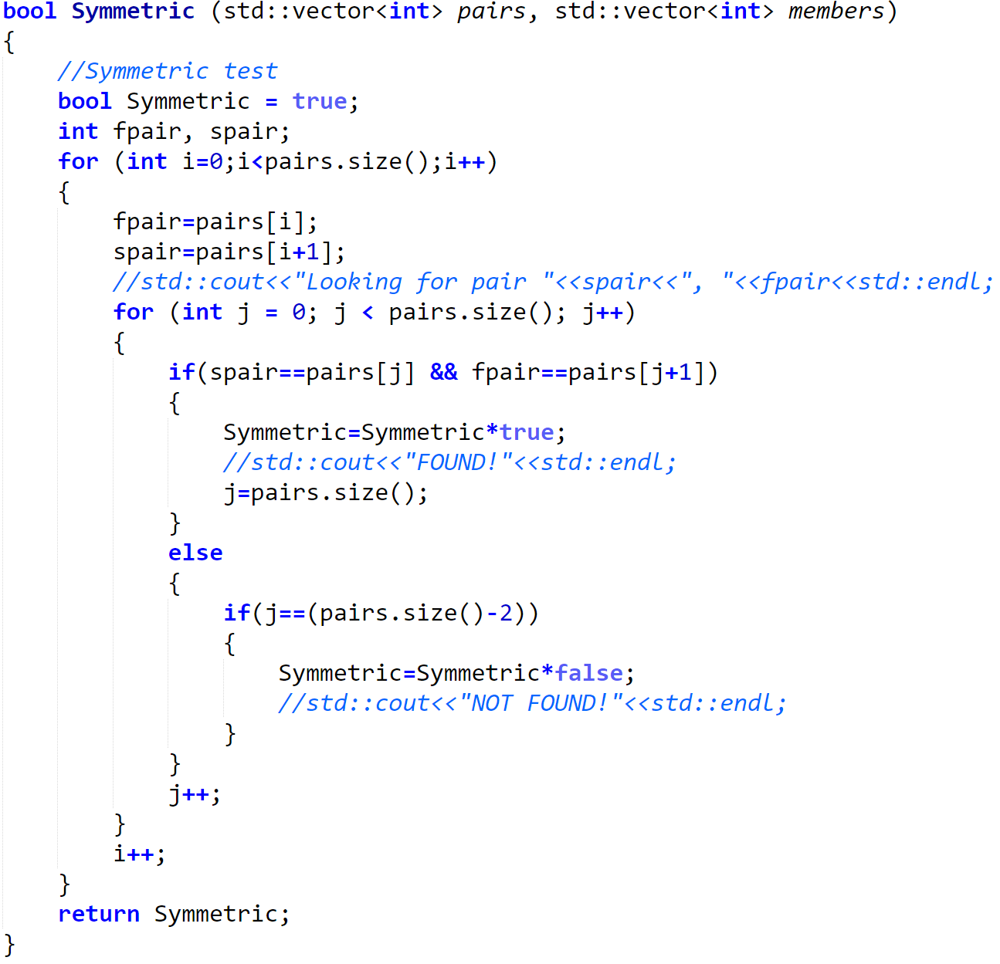 bool Symmetric (std::vector<int> pairs, std::vector<int> members)
{
    //Symmetric test
    bool Symmetric = true;
    int fpair, spair;
    for (int i=0;i<pairs.size();i++)
    {
        fpair=pairs[i];
        spair=pairs[i+1];
        //std::cout<<"Looking for pair "<<spair<<", "<<fpair<<std::endl;
        for (int j = 0; j < pairs.size(); j++)
        {
            if(spair==pairs[j] && fpair==pairs[j+1])
            {
                Symmetric=Symmetric*true;
                //std::cout<<"FOUND!"<<std::endl;
                j=pairs.size();
            }
            else
            {
                if(j==(pairs.size()-2))
                {
                    Symmetric=Symmetric*false;
                    //std::cout<<"NOT FOUND!"<<std::endl;
                }
            }
            j++;
        }
        i++;
    }
    return Symmetric;
}